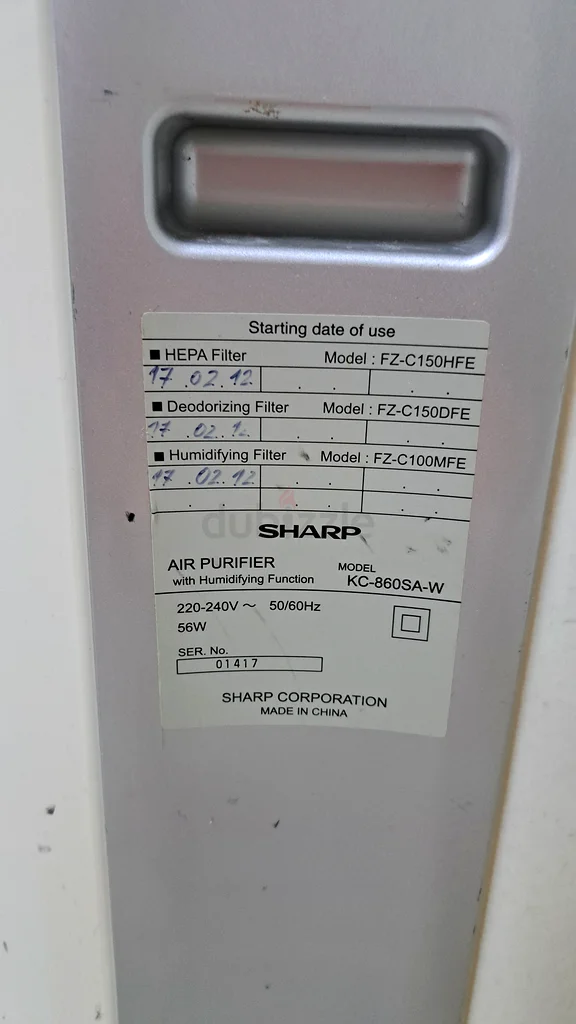 Starting date of use
■ HEPA Filter Model : FZ-C150HFE
17 .02.12
■ Deodorizing Filter Model : FZ-C150DFE
17 .02.12
■ Humidifying Filter Model : FZ-C100MFE
17 .02.12
dubizzle
SHARP
AIR PURIFIER
with Humidifying Function
MODEL
KC-860SA-W
220-240V ～ 50/60Hz
56W
SER. No.
01417
SHARP CORPORATION
MADE IN CHINA